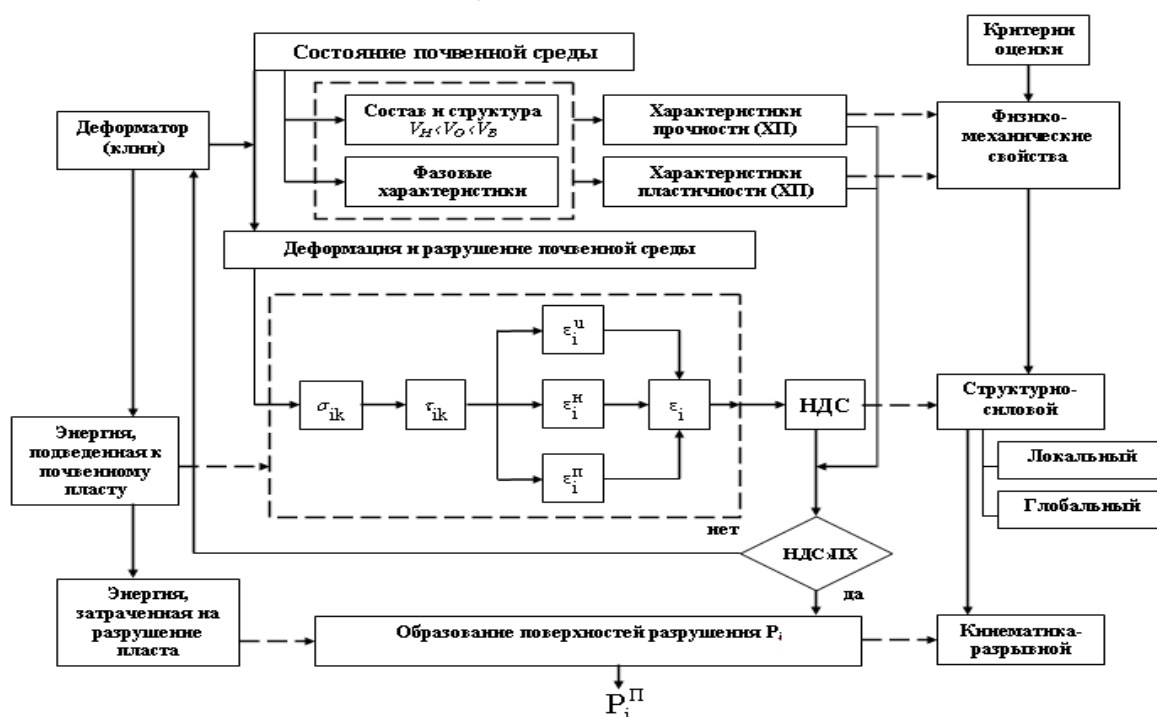 Состояние почвенной среды
Критерии
оценки
Деформатор
(клин)
Состав и структура
V_H‹V_O‹V_B
Характеристики
прочности (ХП)
Физико-
механические
свойства
Фазовые
характеристики
Характеристики
пластичности (ХП)
Деформация и разрушение почвенной среды
ε_i^u
σ_ik
τ_ik
ε_i^н
ε_i
НДС
Структурно-
силовой
Энергия,
подведенная к
почвенному
пласту
ε_i^п
Локальный
Глобальный
нет
НДС›ПХ
да
Энергия,
затраченная на
разрушение
пласта
Образование поверхностей разрушения P_i
Кинематика-
разрывной
P_i^П